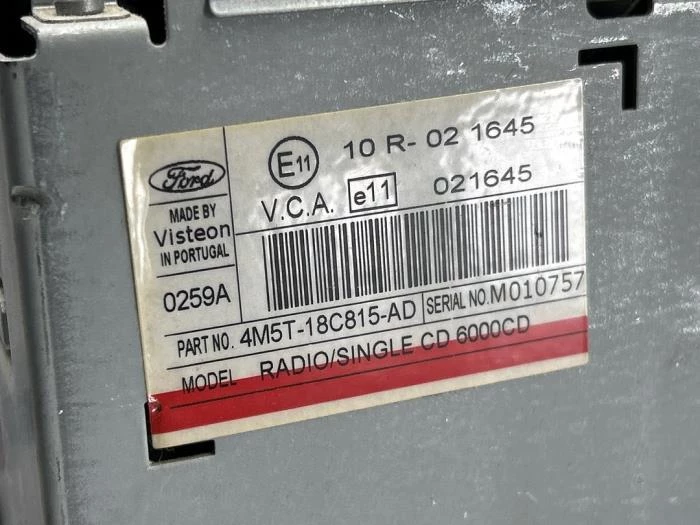 Ford
MADE BY
Visteon
IN PORTUGAL
0259A
E11 10 R- 02 1645
V.C.A. e11 021645
PART NO. 4M5T-18C815-AD SERIAL NO. M010757
MODEL RADIO/SINGLE CD 6000CD